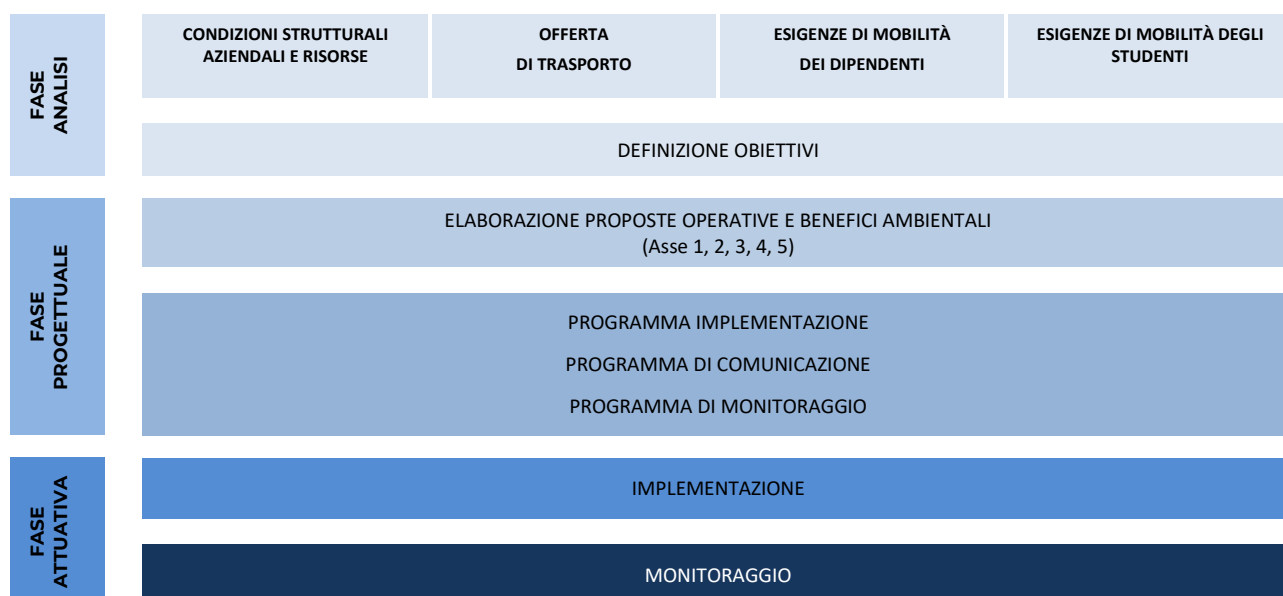 FASE
ANALISI
CONDIZIONI STRUTTURALI
AZIENDALI E RISORSE
OFFERTA
DI TRASPORTO
ESIGENZE DI MOBILITÀ
DEI DIPENDENTI
ESIGENZE DI MOBILITÀ DEGLI
STUDENTI
DEFINIZIONE OBIETTIVI
FASE
PROGETTUALE
ELABORAZIONE PROPOSTE OPERATIVE E BENEFICI AMBIENTALI
(Asse 1, 2, 3, 4, 5)
PROGRAMMA IMPLEMENTAZIONE
PROGRAMMA DI COMUNICAZIONE
PROGRAMMA DI MONITORAGGIO
FASE
ATTUATIVA
IMPLEMENTAZIONE
MONITORAGGIO